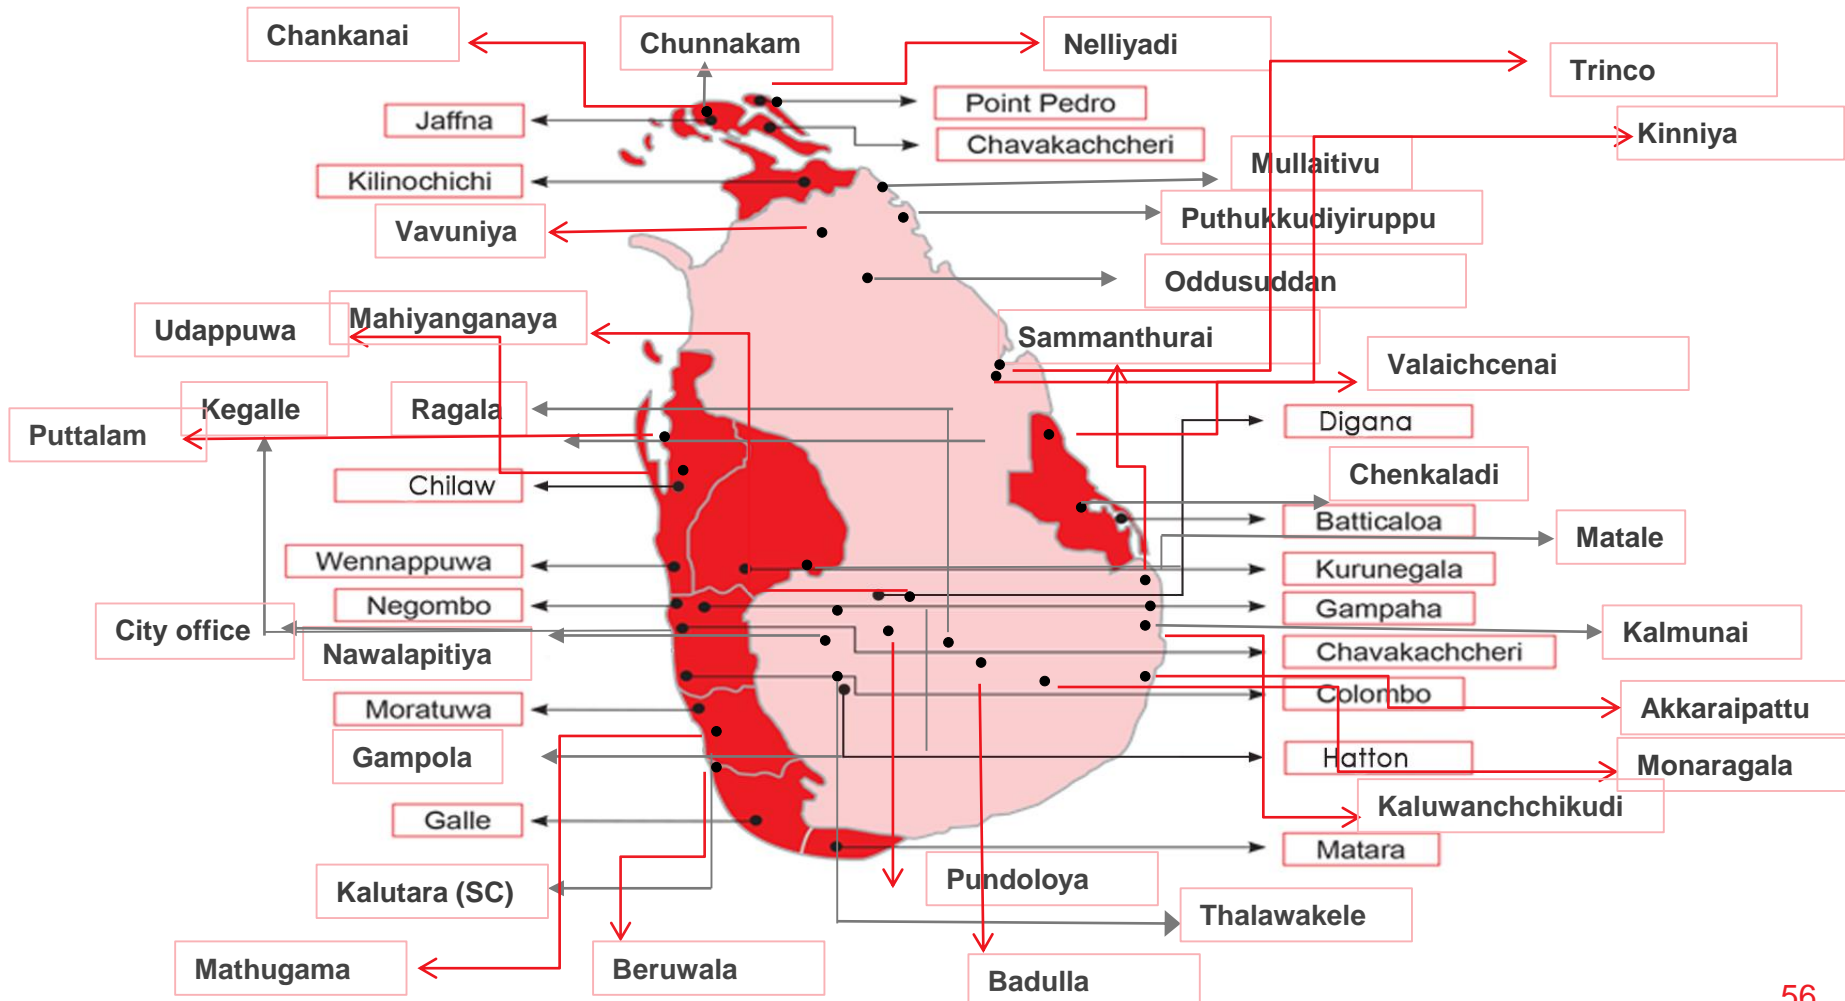 Chankanai
Chunnakam
Nelliyadi
Trinco
Jaffna
Point Pedro
Chavakachcheri
Kinniya
Kilinochichi
Mullaitivu
Vavuniya
Puthukkudiyiruppu
Oddusuddan
Udappuwa
Mahiyanganaya
Sammanthurai
Valaichcenai
Kegalle
Ragala
Puttalam
Digana
Chenkaladi
Chilaw
Batticaloa
Matale
Wennappuwa
Kurunegala
Negombo
Gampaha
City office
Kalmunai
Nawalapitiya
Chavakachcheri
Colombo
Moratuwa
Akkaraipattu
Gampola
Hatton
Monaragala
Kaluwanchchikudi
Galle
Matara
Kalutara (SC)
Pundoloya
Thalawakele
Mathugama
Beruwala
Badulla
56